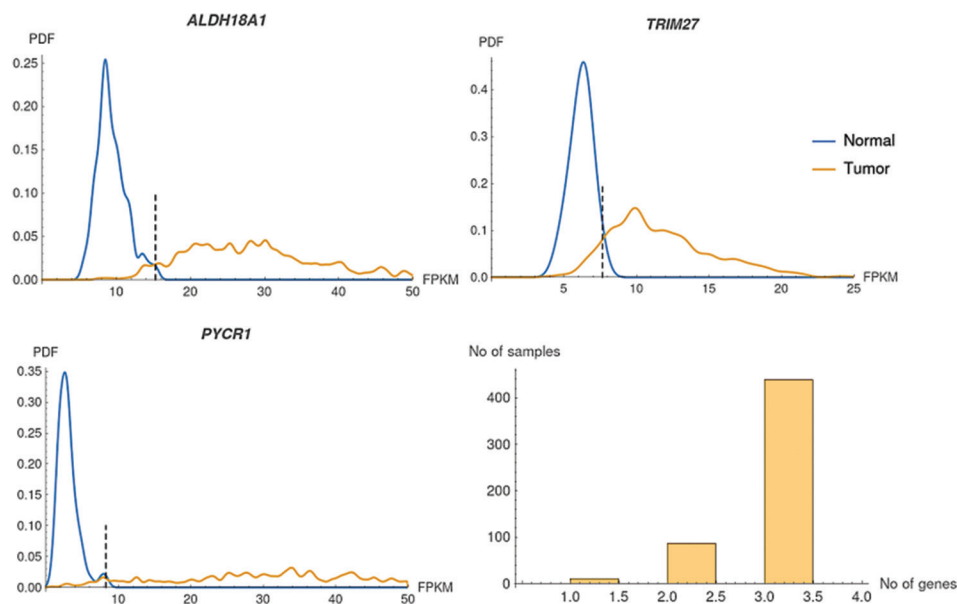 ALDH18A1
PDF
0.25
0.20
0.15
0.10
0.05
0.00
10 20 30 40 50
FPKM
TRIM27
PDF
0.4
0.3
0.2
0.1
0.0
5 10 15 20 25
FPKM
Normal
Tumor
PYCR1
PDF
0.35
0.30
0.25
0.20
0.15
0.10
0.05
0.00
0 10 20 30 40 50
FPKM
No of samples
400
300
200
100
0
1.0 1.5 2.0 2.5 3.0 3.5 4.0
No of genes